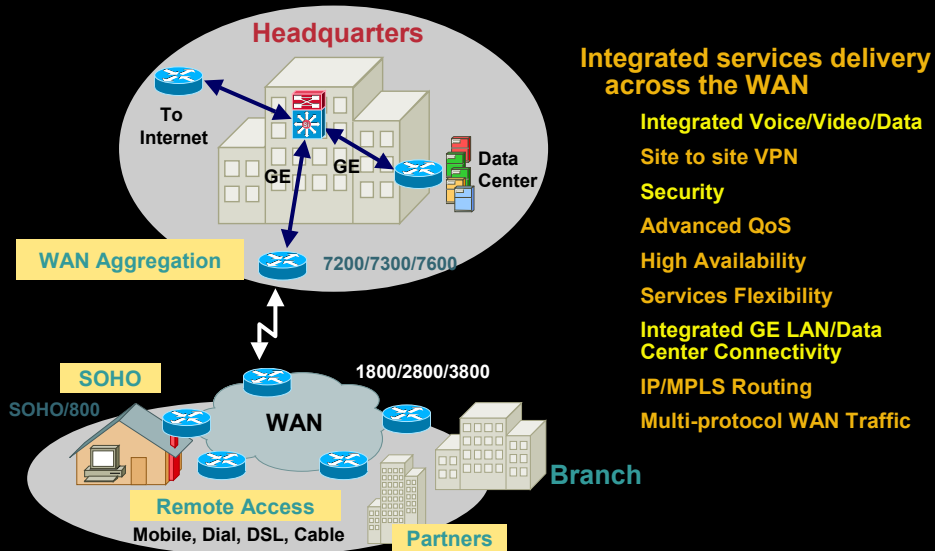 Headquarters
To
Internet
GE
GE
Data
Center
WAN Aggregation
7200/7300/7600
SOHO
SOHO/800
1800/2800/3800
WAN
Branch
Remote Access
Mobile, Dial, DSL, Cable
Partners
Integrated services delivery
across the WAN
Integrated Voice/Video/Data
Site to site VPN
Security
Advanced QoS
High Availability
Services Flexibility
Integrated GE LAN/Data
Center Connectivity
IP/MPLS Routing
Multi-protocol WAN Traffic